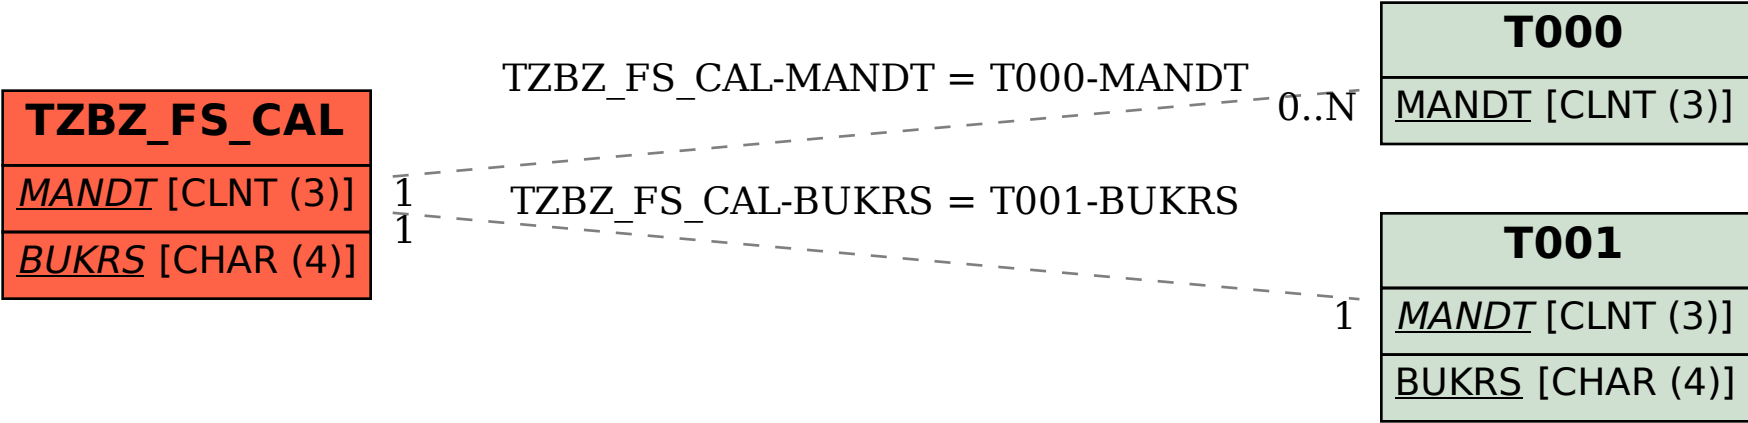 TZBZ_FS_CAL
MANDT [CLNT (3)]
BUKRS [CHAR (4)]
TZBZ_FS_CAL-MANDT = T000-MANDT
1
0..N
TZBZ_FS_CAL-BUKRS = T001-BUKRS
1
1
T000
MANDT [CLNT (3)]
T001
MANDT [CLNT (3)]
BUKRS [CHAR (4)]